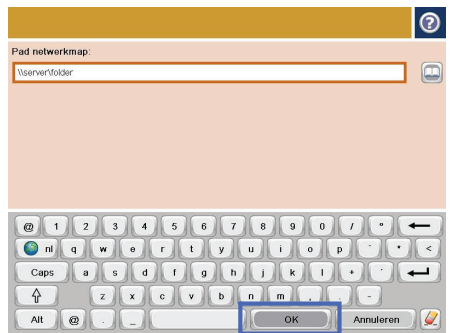 ?
Pad netwerkmap:
\\server\folder
@ 1 2 3 4 5 6 7 8 9 0 / °
nl q w e r t y u i o p ¨ * <
Caps a s d f g h j k l + ´
z x c v b n m , . -
Alt @ . _ OK Annuleren